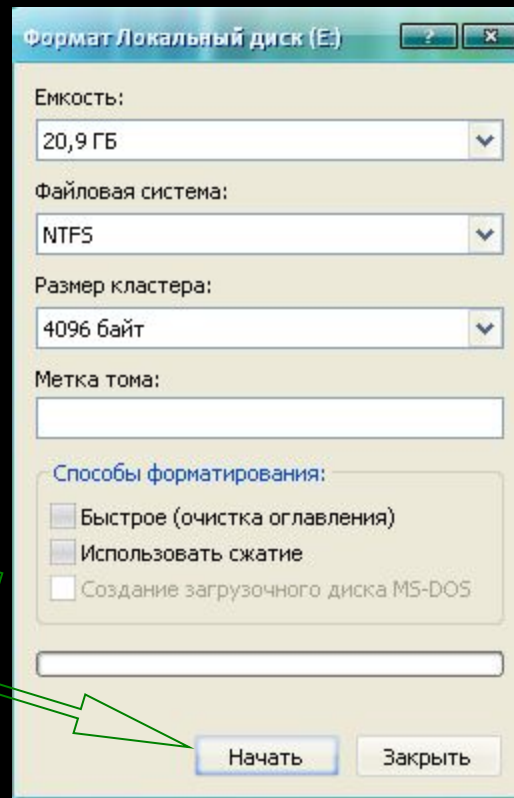 Формат Локальный диск (E:)
Емкость:
20,9 ГБ
Файловая система:
NTFS
Размер кластера:
4096 байт
Метка тома:
Способы форматирования:
Быстрое (очистка оглавления)
Использовать сжатие
Создание загрузочного диска MS-DOS
Начать
Закрыть